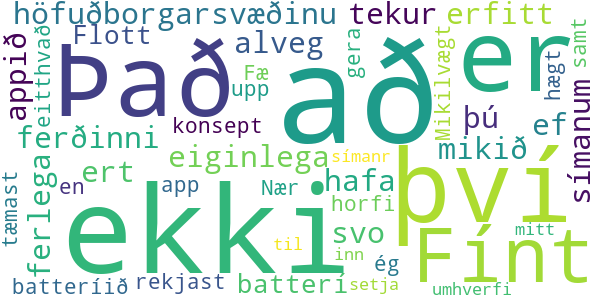 höfuðborgarsvæðinu tekur erfitt
Flott alveg gera hægt samt
appið eitthvað Það að er
Fæ upp Mikilvægt
konsept þú ef símanum
ferðinni eiginlega símanr mikið
ferlega ert hafa því
tæmast en app Nær horfi
ekki til svo Fínt mitt
batteríið rekjast batterí inn ég setja umhverfi